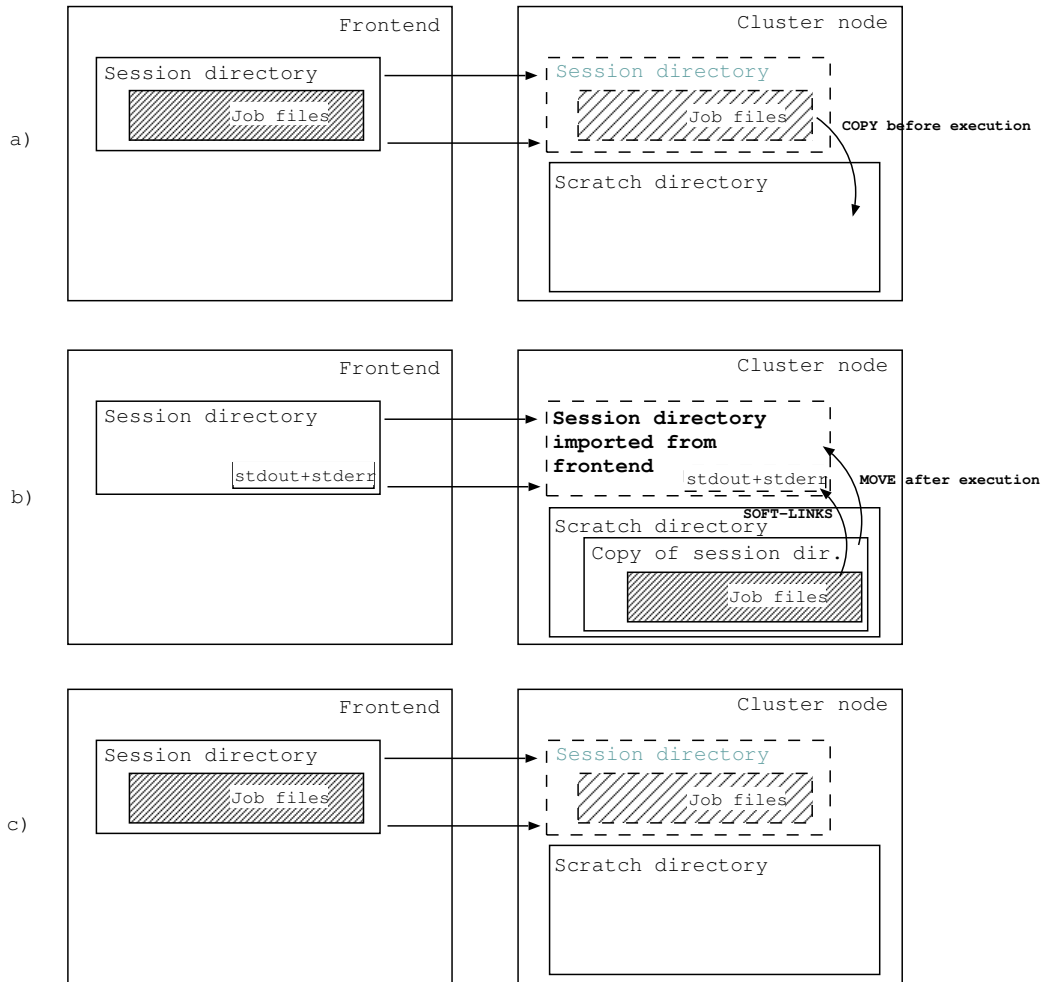 Frontend
Session directory
Job files
a)
Cluster node
Session directory
Job files
COPY before execution
Scratch directory
Frontend
Session directory
stdout+stderr
b)
Cluster node
Session directory
imported from
frontend
stdout+stderr
MOVE after execution
SOFT-LINKS
Scratch directory
Copy of session dir.
Job files
Frontend
Session directory
Job files
c)
Cluster node
Session directory
Job files
Scratch directory